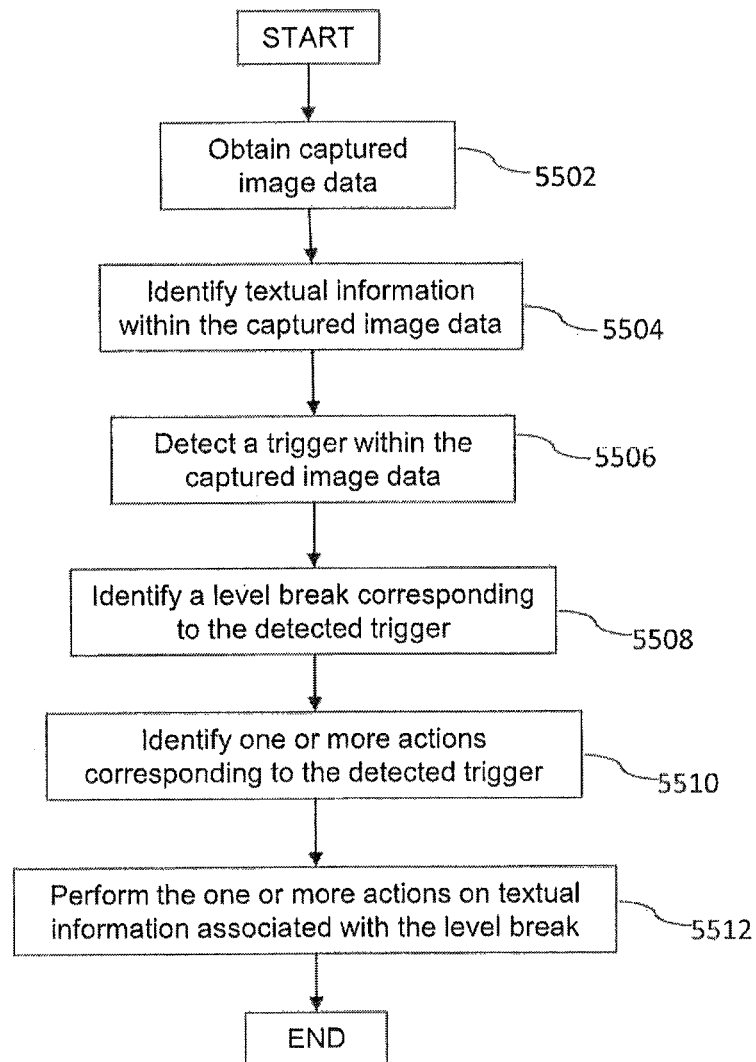 START
Obtain captured
image data
5502
Identify textual information
within the captured image data
5504
Detect a trigger within the
captured image data
5506
Identify a level break corresponding
to the detected trigger
5508
Identify one or more actions
corresponding to the detected trigger
5510
Perform the one or more actions on textual
information associated with the level break
5512
END